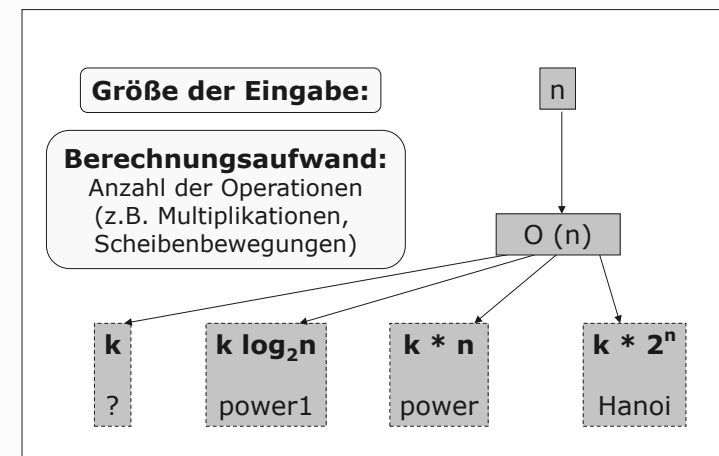 Größe der Eingabe:
n
Berechnungsaufwand:
Anzahl der Operationen
(z.B. Multiplikationen,
Scheibenbewegungen)
O (n)
k
k log₂n
k * n
k * 2ⁿ
?
power1
power
Hanoi